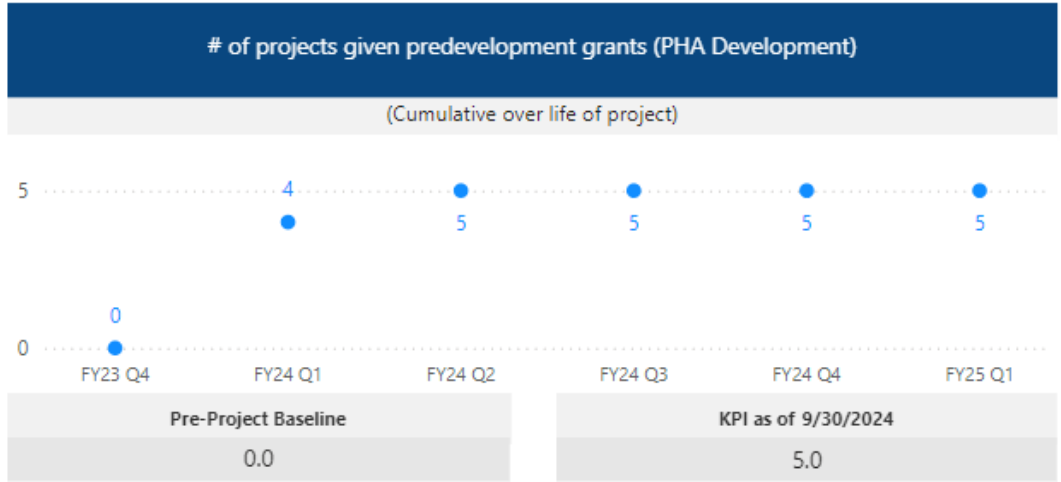 # of projects given predevelopment grants (PHA Development)
(Cumulative over life of project)
5
4
5
5
5
5
0
0
FY23 Q4 FY24 Q1 FY24 Q2 FY24 Q3 FY24 Q4 FY25 Q1
Pre-Project Baseline KPI as of 9/30/2024
0.0 5.0